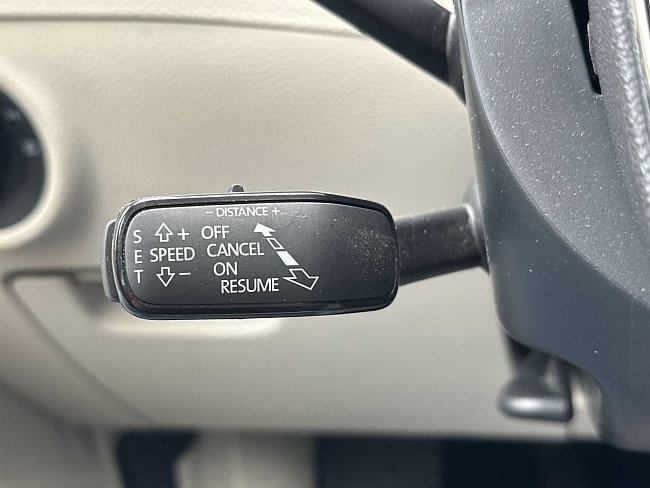 – DISTANCE +
S + OFF
E SPEED CANCEL
T – ON
RESUME